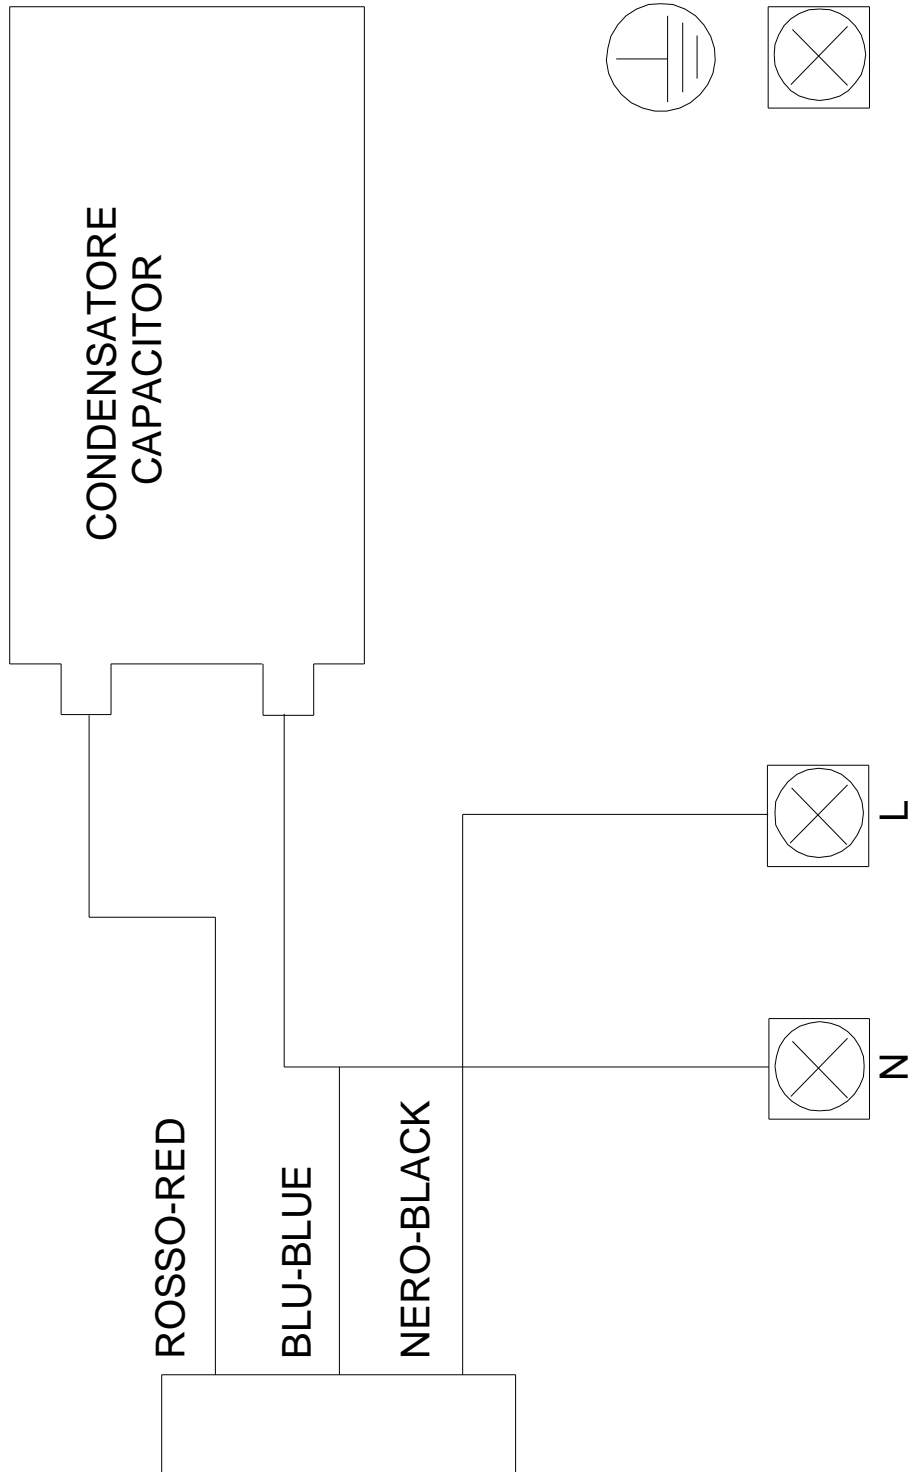 CONDENSATORE
CAPACITOR
L
N
ROSSO-RED
BLU-BLUE
NERO-BLACK